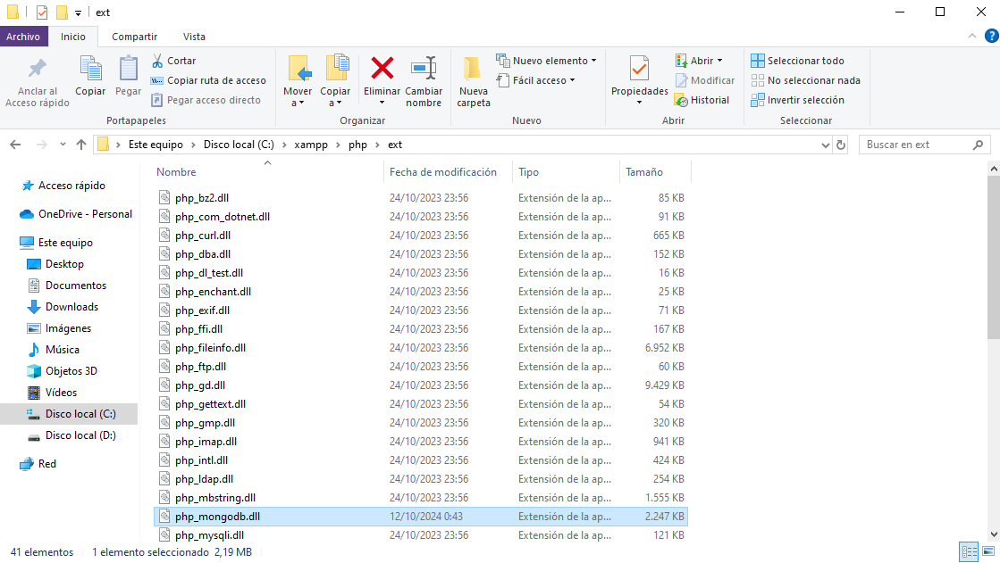 ext
Archivo
Inicio
Compartir
Vista
Anclar al
Acceso rápido
Copiar
Pegar
Cortar
Copiar ruta de acceso
Pegar acceso directo
Portapapeles
Mover
a
Copiar
a
Eliminar
Cambiar
nombre
Organizar
Nueva
carpeta
Nuevo elemento
Fácil acceso
Nuevo
Propiedades
Abrir
Modificar
Historial
Abrir
Seleccionar todo
No seleccionar nada
Invertir selección
Seleccionar
Este equipo > Disco local (C:) > xampp > php > ext
Buscar en ext
Acceso rápido
OneDrive - Personal
Este equipo
Desktop
Documentos
Downloads
Imágenes
Música
Objetos 3D
Vídeos
Disco local (C:)
Disco local (D:)
Red
Nombre Fecha de modificación Tipo Tamaño
php_bz2.dll 24/10/2023 23:56 Extensión de la ap... 85 KB
php_com_dotnet.dll 24/10/2023 23:56 Extensión de la ap... 91 KB
php_curl.dll 24/10/2023 23:56 Extensión de la ap... 665 KB
php_dba.dll 24/10/2023 23:56 Extensión de la ap... 152 KB
php_dl_test.dll 24/10/2023 23:56 Extensión de la ap... 16 KB
php_enchant.dll 24/10/2023 23:56 Extensión de la ap... 25 KB
php_exif.dll 24/10/2023 23:56 Extensión de la ap... 71 KB
php_ffi.dll 24/10/2023 23:56 Extensión de la ap... 167 KB
php_fileinfo.dll 24/10/2023 23:56 Extensión de la ap... 6.952 KB
php_ftp.dll 24/10/2023 23:56 Extensión de la ap... 60 KB
php_gd.dll 24/10/2023 23:56 Extensión de la ap... 9.429 KB
php_gettext.dll 24/10/2023 23:56 Extensión de la ap... 54 KB
php_gmp.dll 24/10/2023 23:56 Extensión de la ap... 320 KB
php_imap.dll 24/10/2023 23:56 Extensión de la ap... 941 KB
php_intl.dll 24/10/2023 23:56 Extensión de la ap... 424 KB
php_ldap.dll 24/10/2023 23:56 Extensión de la ap... 254 KB
php_mbstring.dll 24/10/2023 23:56 Extensión de la ap... 1.555 KB
php_mongodb.dll 12/10/2024 0:43 Extensión de la ap... 2.247 KB
php_mysqli.dll 24/10/2023 23:56 Extensión de la ap... 121 KB
41 elementos
1 elemento seleccionado 2,19 MB